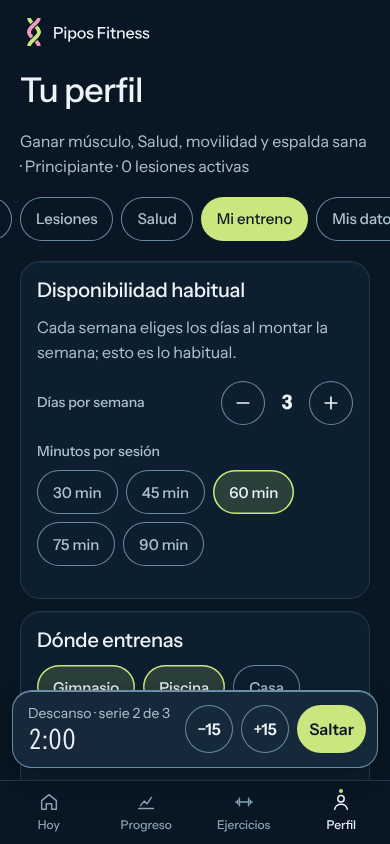 Pipos Fitness
Tu perfil
Ganar músculo, Salud, movilidad y espalda sana
· Principiante · 0 lesiones activas
Lesiones
Salud
Mi entreno
Mis dato
Disponibilidad habitual
Cada semana eliges los días al montar la
semana; esto es lo habitual.
Días por semana
− 3 +
Minutos por sesión
30 min
45 min
60 min
75 min
90 min
Dónde entrenas
Gimnasio
Piscina
Casa
Descanso · serie 2 de 3
2:00
−15
+15
Saltar
Hoy
Progreso
Ejercicios
Perfil